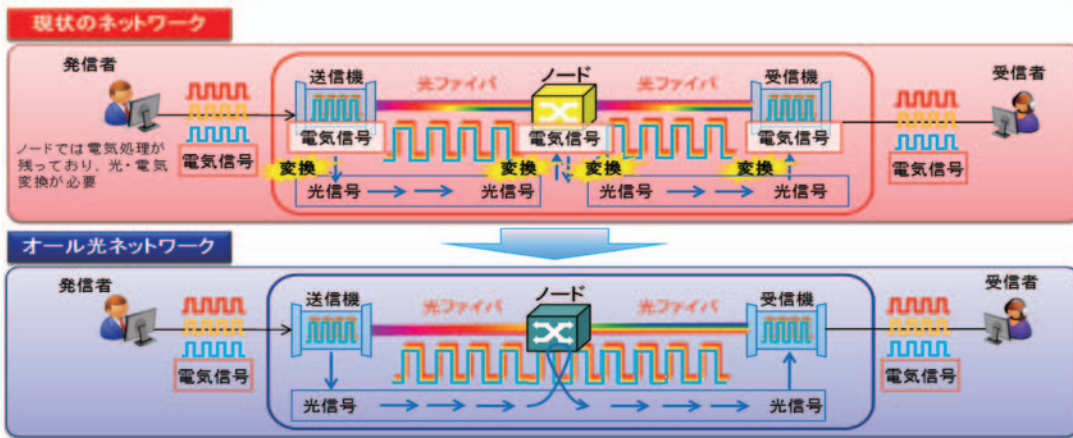 現状のネットワーク
発信者
送信機
光ファイバ
ノード
光ファイバ
受信機
受信者
電気信号
電気信号
電気信号
ノードでは電気処理が
残っており、光・電気
変換が必要
電気信号
電気信号
変換
変換
変換
変換
光信号
光信号
光信号
光信号
オール光ネットワーク
発信者
送信機
光ファイバ
ノード
光ファイバ
受信機
受信者
電気信号
電気信号
光信号
光信号